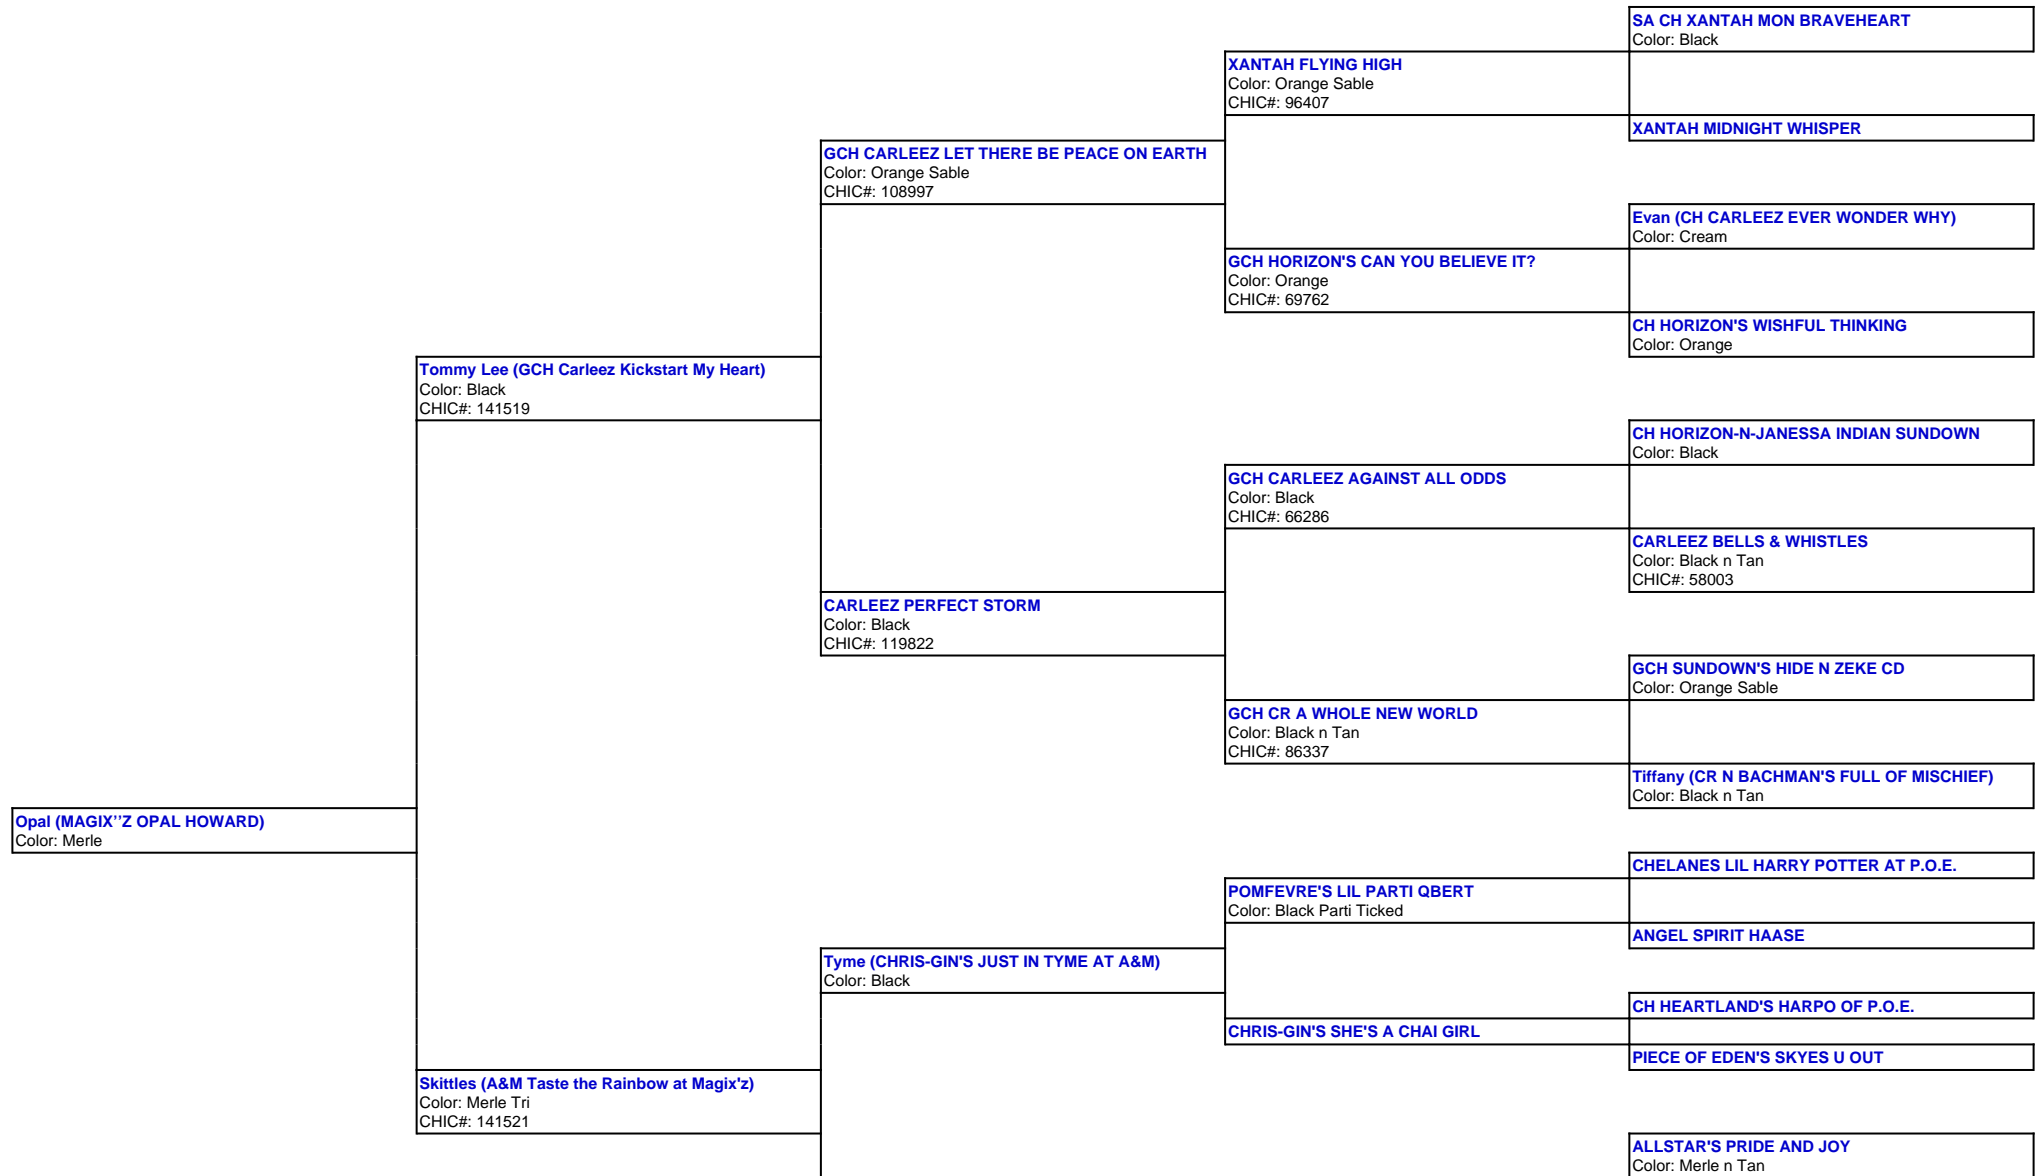 SA CH XANTAH MON BRAVEHEART
Color: Black
XANTAH FLYING HIGH
Color: Orange Sable
CHIC#: 96407
XANTAH MIDNIGHT WHISPER
GCH CARLEEZ LET THERE BE PEACE ON EARTH
Color: Orange Sable
CHIC#: 108997
Evan (CH CARLEEZ EVER WONDER WHY)
Color: Cream
GCH HORIZON'S CAN YOU BELIEVE IT?
Color: Orange
CHIC#: 69762
CH HORIZON'S WISHFUL THINKING
Color: Orange
Tommy Lee (GCH Carleez Kickstart My Heart)
Color: Black
CHIC#: 141519
CH HORIZON-N-JANESSA INDIAN SUNDOWN
Color: Black
GCH CARLEEZ AGAINST ALL ODDS
Color: Black
CHIC#: 66286
CARLEEZ BELLS & WHISTLES
Color: Black n Tan
CHIC#: 58003
CARLEEZ PERFECT STORM
Color: Black
CHIC#: 119822
GCH SUNDOWN'S HIDE N ZEKE CD
Color: Orange Sable
GCH CR A WHOLE NEW WORLD
Color: Black n Tan
CHIC#: 86337
Tiffany (CR N BACHMAN'S FULL OF MISCHIEF)
Color: Black n Tan
Opal (MAGIX''Z OPAL HOWARD)
Color: Merle
CHELANES LIL HARRY POTTER AT P.O.E.
POMFEVRE'S LIL PARTI QBERT
Color: Black Parti Ticked
ANGEL SPIRIT HAASE
Tyme (CHRIS-GIN'S JUST IN TYME AT A&M)
Color: Black
CH HEARTLAND'S HARPO OF P.O.E.
CHRIS-GIN'S SHE'S A CHAI GIRL
PIECE OF EDEN'S SKYES U OUT
Skittles (A&M Taste the Rainbow at Magix'z)
Color: Merle Tri
CHIC#: 141521
ALLSTAR'S PRIDE AND JOY
Color: Merle n Tan